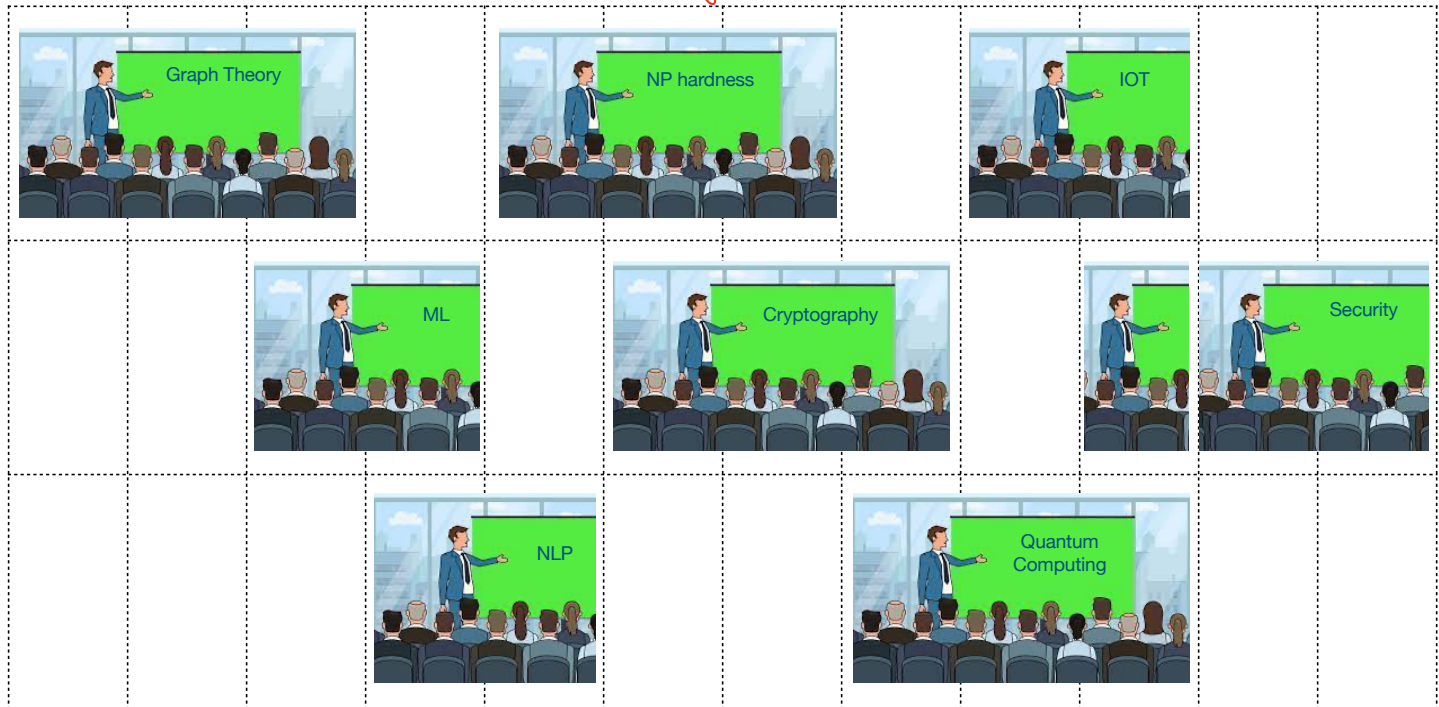 Graph Theory
NP hardness
IOT
ML
Cryptography
Security
NLP
Quantum
Computing